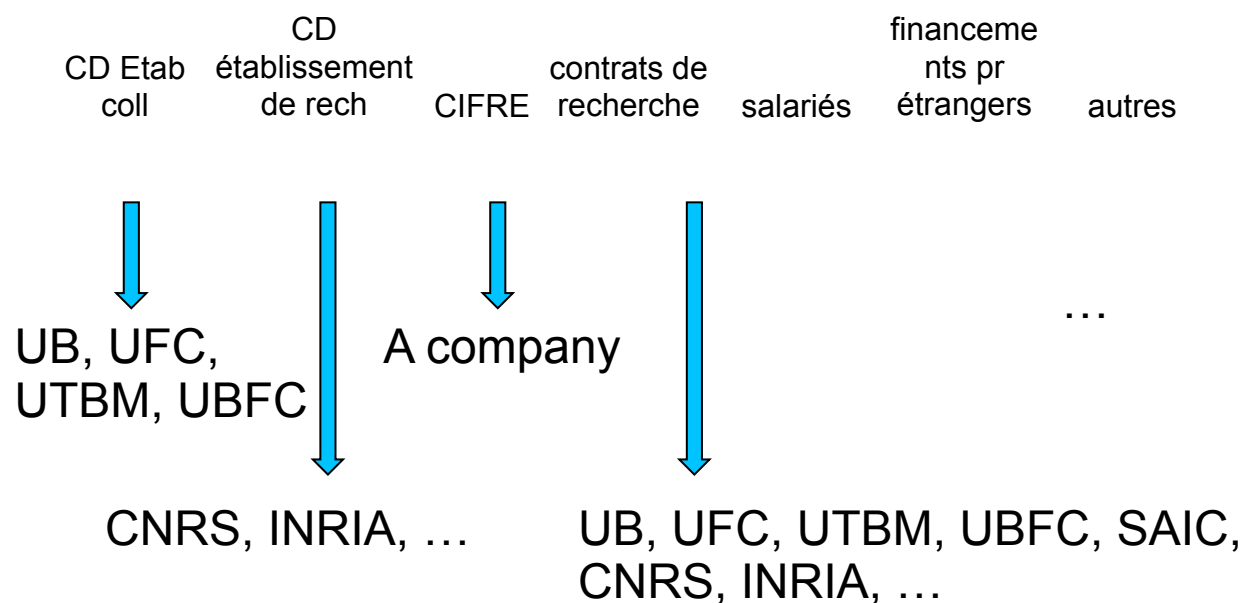 CD Etab
coll
CD
établissement
de rech
CIFRE
contrats de
recherche
salariés
financeme
nts pr
étrangers
autres
UB, UFC,
UTBM, UBFC
A company
…
CNRS, INRIA, …
UB, UFC, UTBM, UBFC, SAIC,
CNRS, INRIA, …